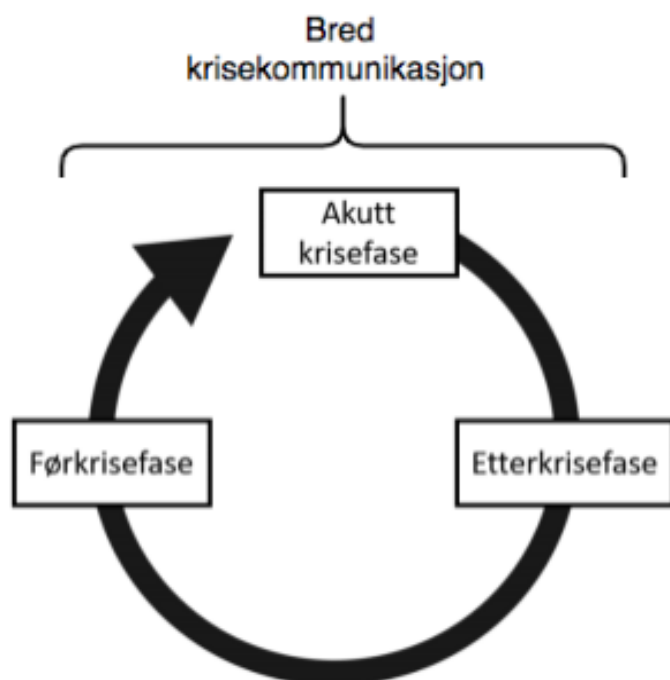 Bred
krisekommunikasjon
Akutt
krisefase
Førkrisefase
Etterkrisefase